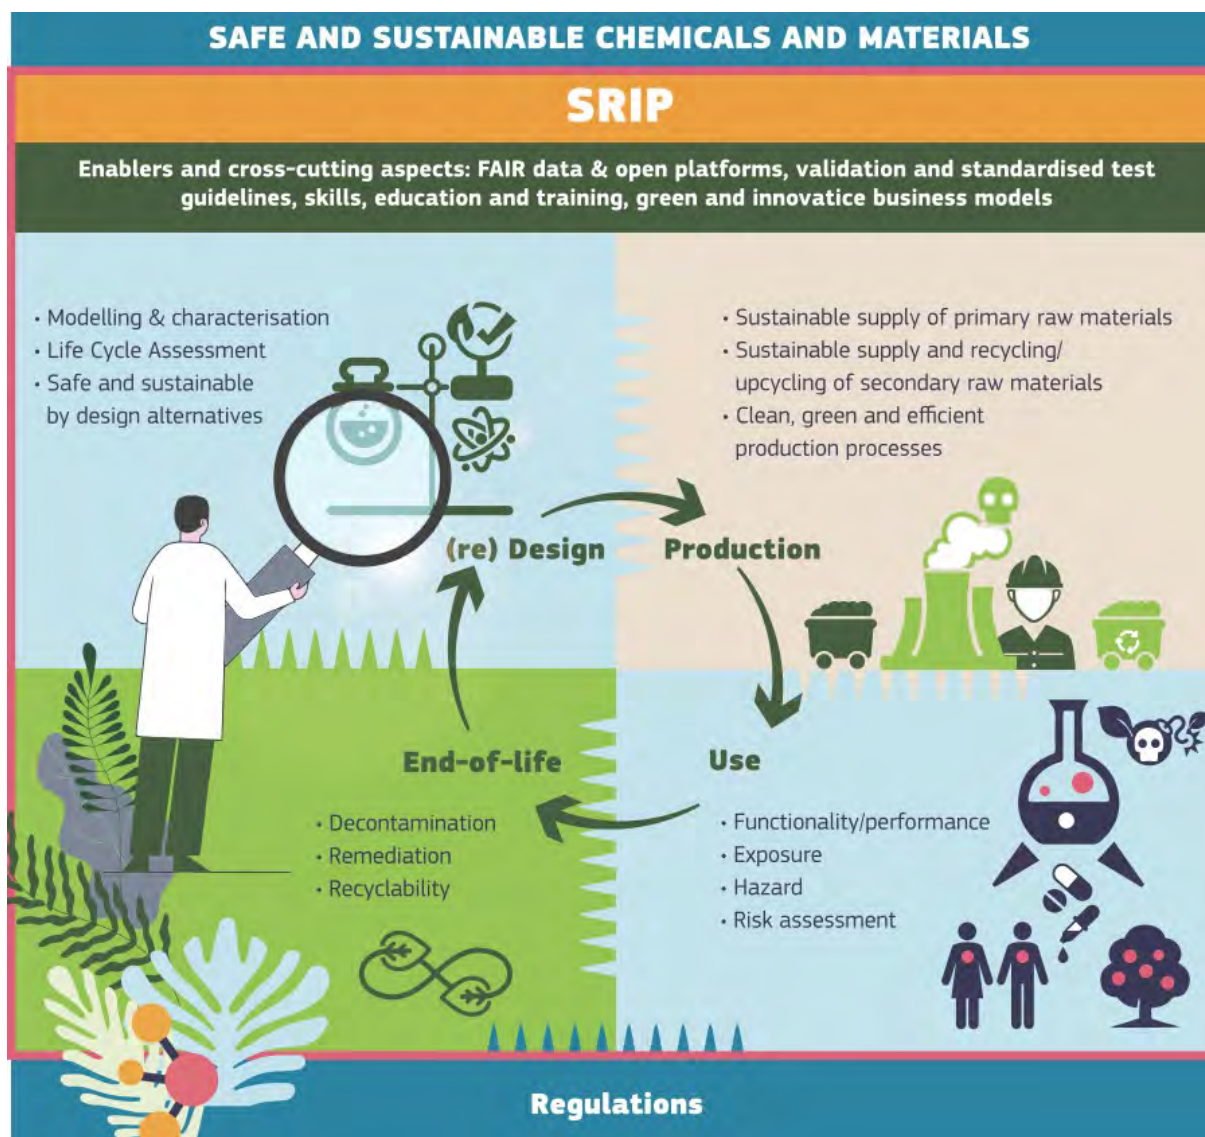 SAFE AND SUSTAINABLE CHEMICALS AND MATERIALS
SRIP
Enablers and cross-cutting aspects: FAIR data & open platforms, validation and standardised test
guidelines, skills, education and training, green and innovatice business models
• Modelling & characterisation
• Life Cycle Assessment
• Safe and sustainable
by design alternatives
• Sustainable supply of primary raw materials
• Sustainable supply and recycling/
upcycling of secondary raw materials
• Clean, green and efficient
production processes
(re) Design
Production
End-of-life
• Decontamination
• Remediation
• Recyclability
Use
• Functionality/performance
• Exposure
• Hazard
• Risk assessment
Regulations